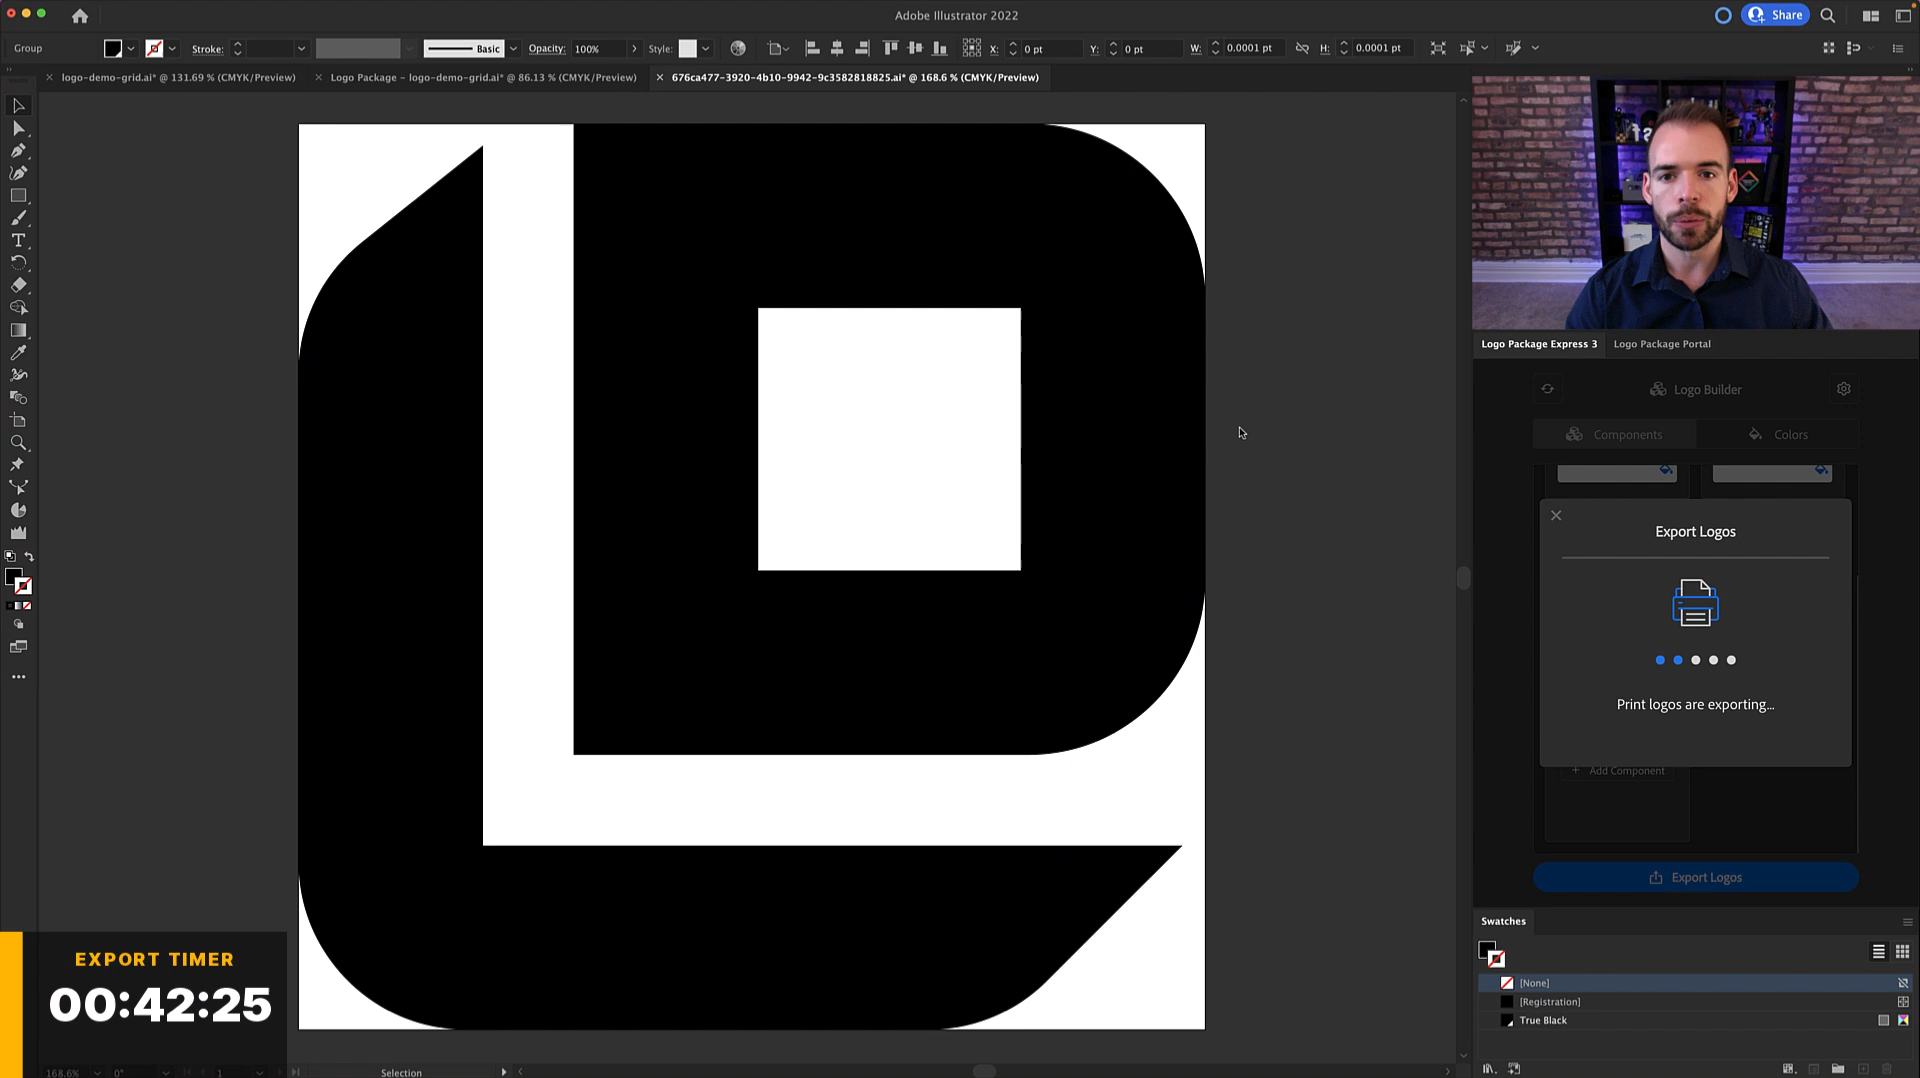 Adobe Illustrator 2022
Share
Group
Stroke:
Basic
Opacity:
100%
Style:
X:
0 pt
Y:
0 pt
W:
0.0001 pt
H:
0.0001 pt
logo-demo-grid.ai* @ 131.69 % (CMYK/Preview)
Logo Package - logo-demo-grid.ai* @ 86.13 % (CMYK/Preview)
676ca477-3920-4b10-9942-9c3582818825.ai* @ 168.6 % (CMYK/Preview)
Logo Package Express 3
Logo Package Portal
Logo Builder
Components
Colors
Export Logos
Print logos are exporting...
+ Add Component
Export Logos
Swatches
[None]
[Registration]
True Black
EXPORT TIMER
00:42:25
168.6%
0°
1
Selection